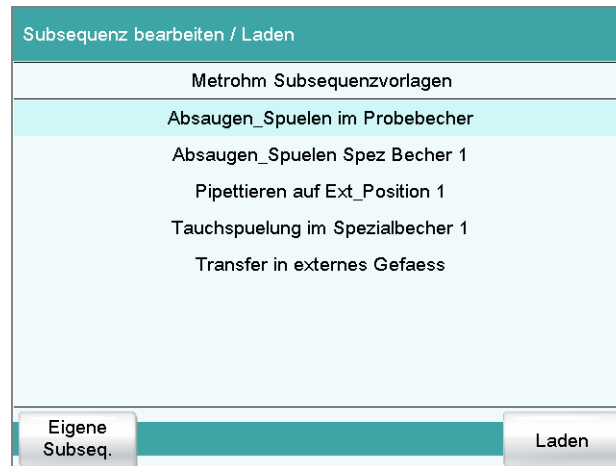 Subsequenz bearbeiten / Laden
Metrohm Subsequenzvorlagen
Absaugen_Spuelen im Probebecher
Absaugen_Spuelen Spez Becher 1
Pipettieren auf Ext_Position 1
Tauchspuelung im Spezialbecher 1
Transfer in externes Gefaess
Eigene
Subseq.
Laden